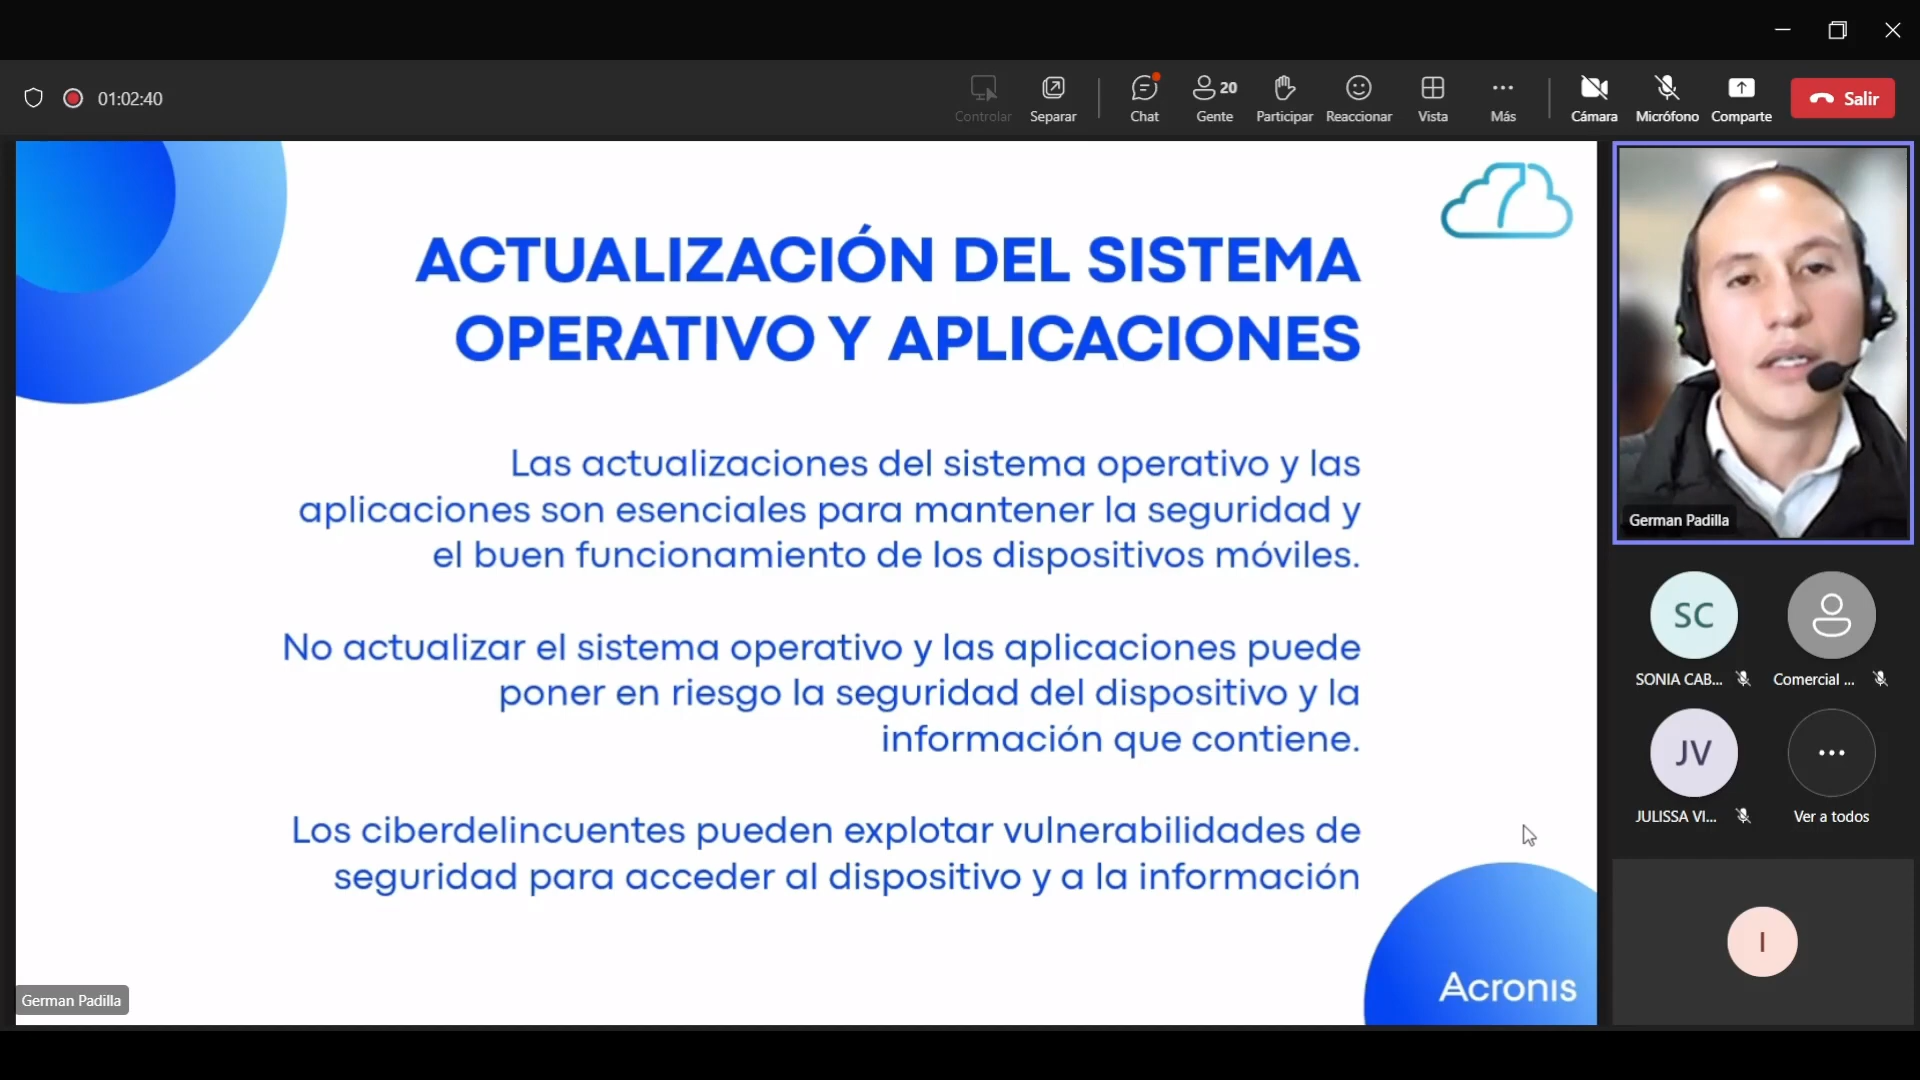 01:02:40
Controlar
Separar
Chat
20
Gente
Participar
Reaccionar
Vista
Más
Cámara
Micrófono
Comparte
Salir
7
ACTUALIZACIÓN DEL SISTEMA
OPERATIVO Y APLICACIONES
Las actualizaciones del sistema operativo y las
aplicaciones son esenciales para mantener la seguridad y
el buen funcionamiento de los dispositivos móviles.
No actualizar el sistema operativo y las aplicaciones puede
poner en riesgo la seguridad del dispositivo y la
información que contiene.
Los ciberdelincuentes pueden explotar vulnerabilidades de
seguridad para acceder al dispositivo y a la información
Acronis
German Padilla
German Padilla
SC
SONIA CAB...
Comercial ...
JV
JULISSA VI...
Ver a todos
I